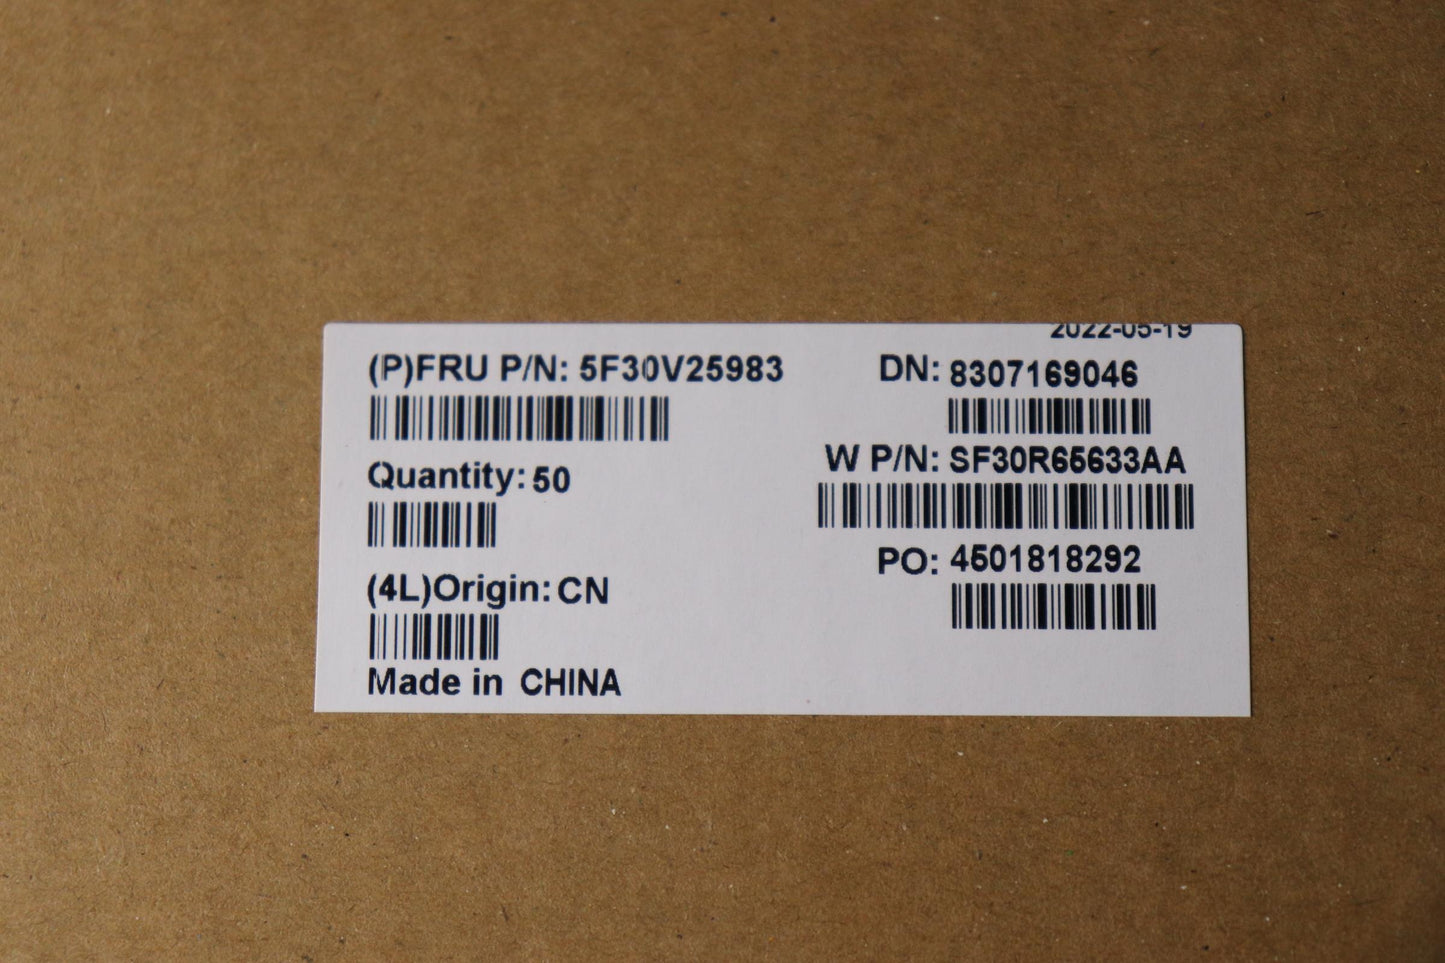 2022-05-19
(P)FRU P/N: 5F30V25983
DN: 8307169046
Quantity: 50
W P/N: SF30R65633AA
(4L)Origin: CN
PO: 4501818292
Made in CHINA